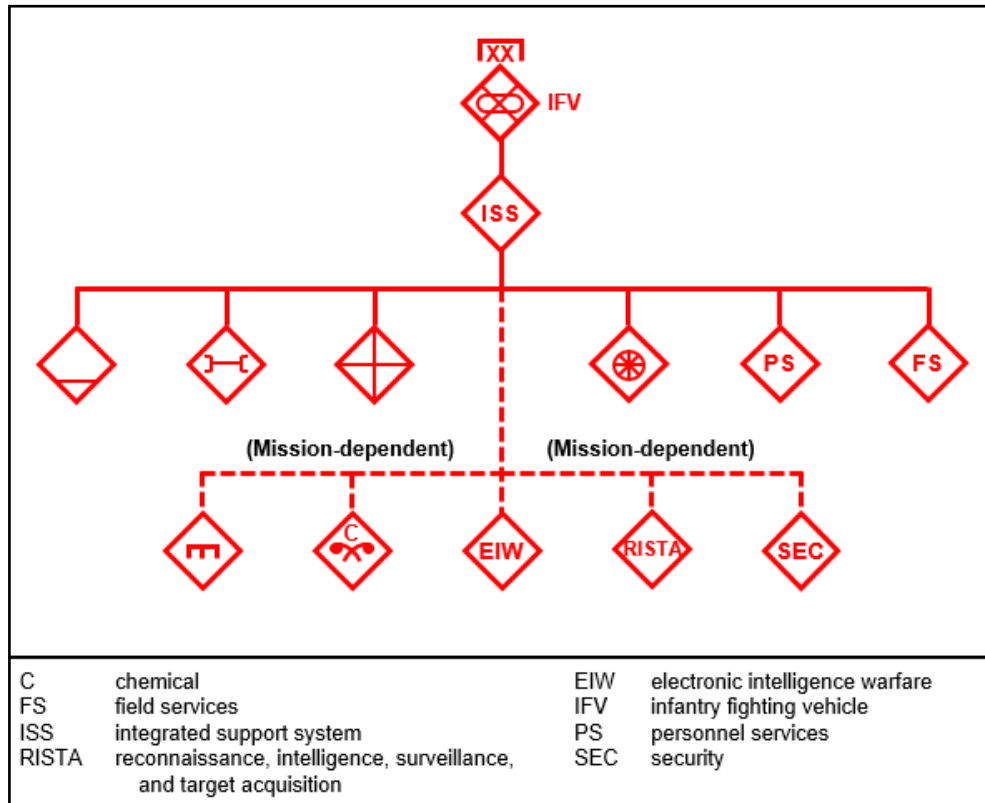 XX
IFV
ISS
PS
FS
(Mission-dependent) (Mission-dependent)
C
EIW
RISTA
SEC
C chemical
FS field services
ISS integrated support system
RISTA reconnaissance, intelligence, surveillance,
and target acquisition
EIW electronic intelligence warfare
IFV infantry fighting vehicle
PS personnel services
SEC security